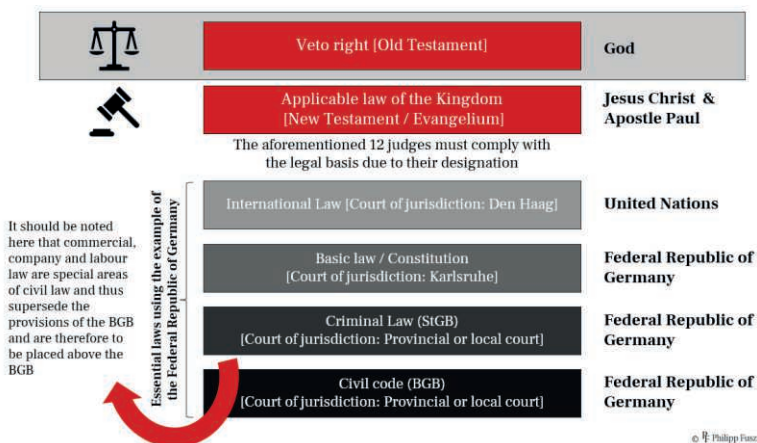 Veto right [Old Testament]
God
Applicable law of the Kingdom
[New Testament / Evangelium]
Jesus Christ &
Apostle Paul
The aforementioned 12 judges must comply with
the legal basis due to their designation
Essential laws using the example of
the Federal Republic of Germany
International Law [Court of jurisdiction: Den Haag]
United Nations
Basic law / Constitution
[Court of jurisdiction: Karlsruhe]
Federal Republic of
Germany
Criminal Law (StGB)
[Court of jurisdiction: Provincial or local court]
Federal Republic of
Germany
Civil code (BGB)
[Court of jurisdiction: Provincial or local court]
Federal Republic of
Germany
It should be noted
here that commercial,
company and labour
law are special areas
of civil law and thus
supersede the
provisions of the BGB
and are therefore to
be placed above the
BGB
© PF Philipp Fusz